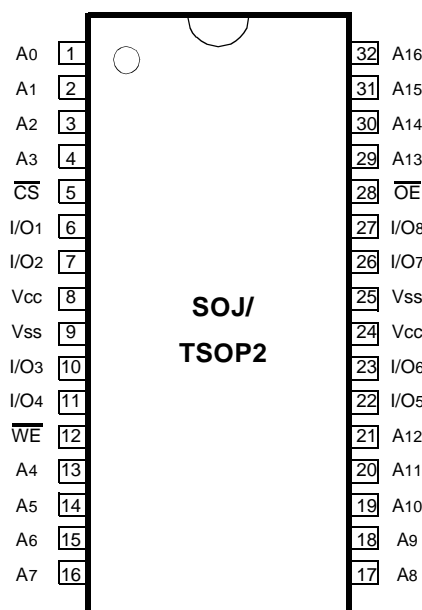 A0 1 32 A16
A1 2 31 A15
A2 3 30 A14
A3 4 29 A13
CS 5 28 OE
I/O1 6 27 I/O8
I/O2 7 26 I/O7
Vcc 8 25 Vss
Vss 9 24 Vcc
I/O3 10 23 I/O6
I/O4 11 22 I/O5
WE 12 21 A12
A4 13 20 A11
A5 14 19 A10
A6 15 18 A9
A7 16 17 A8
SOJ/
TSOP2